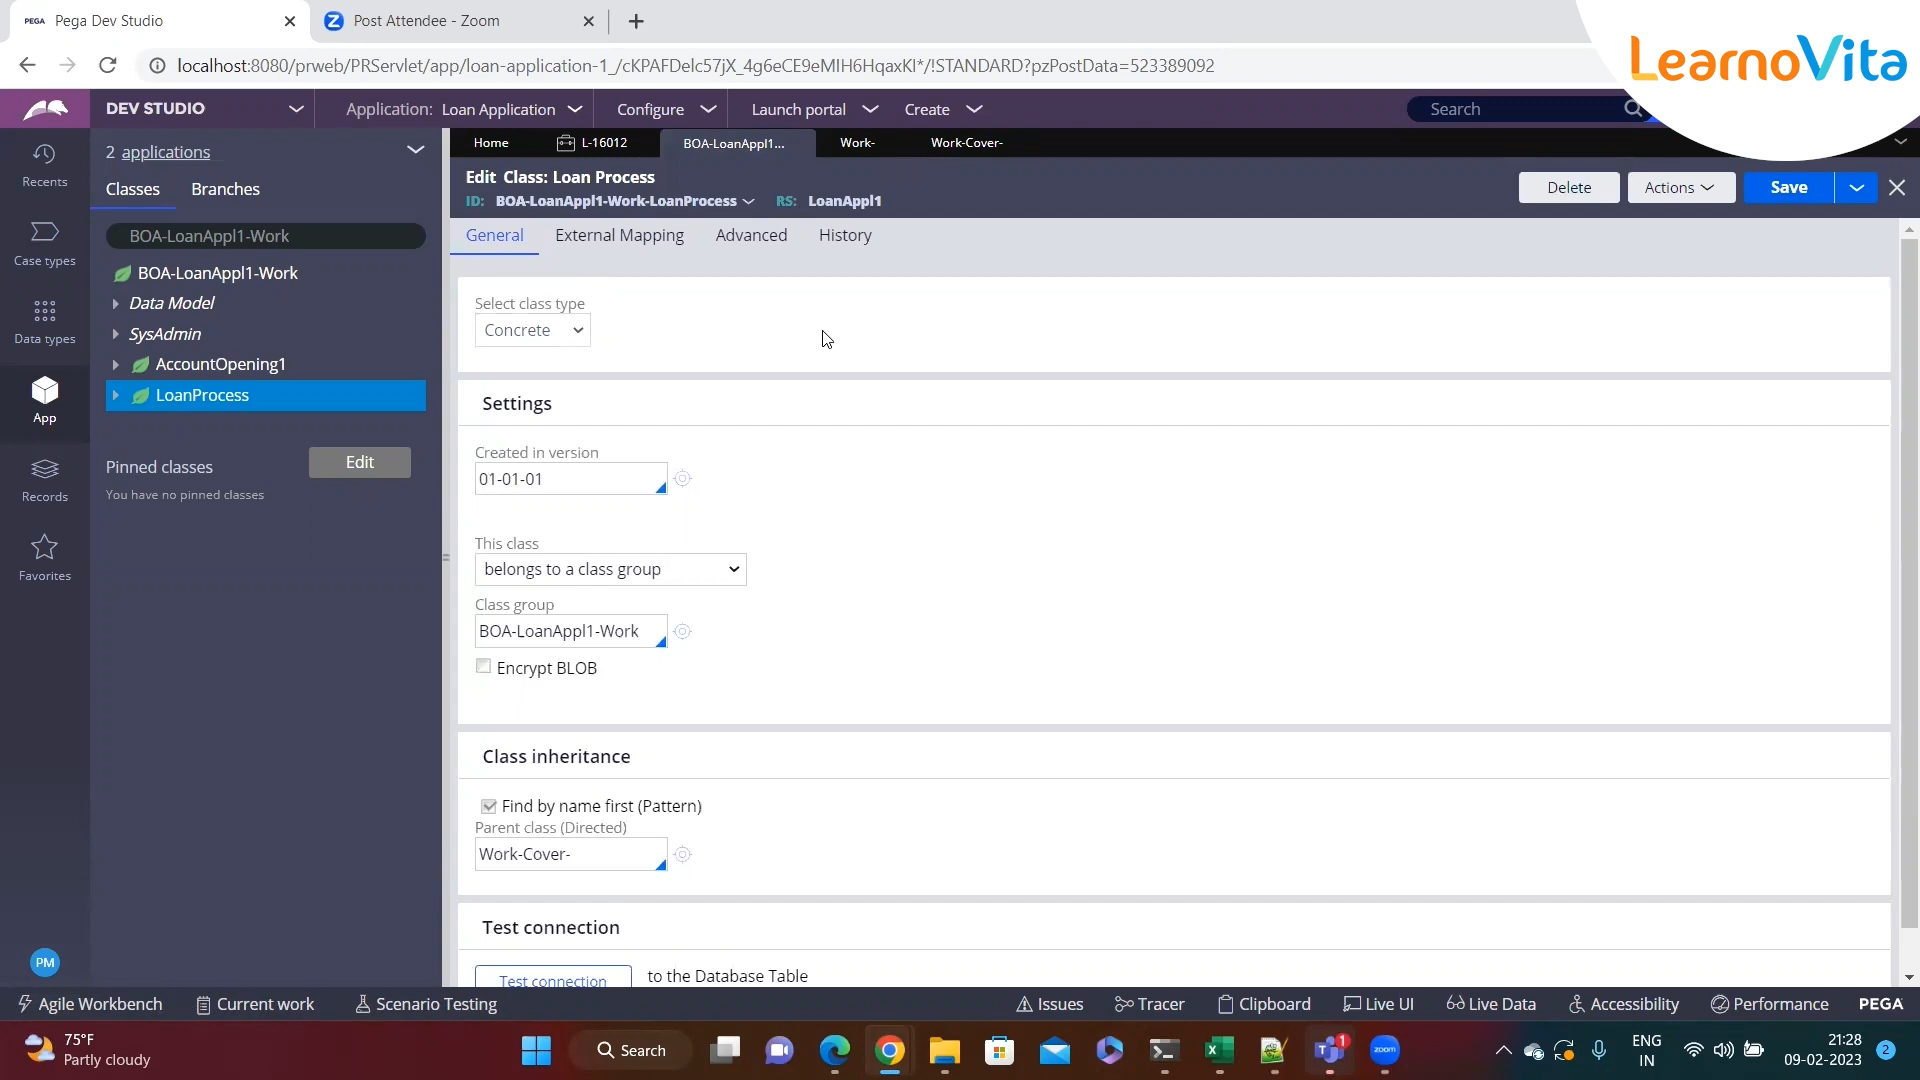 PEGA Pega Dev Studio
Post Attendee - Zoom
LearnoVita
localhost:8080/prweb/PRServlet/app/loan-application-1_/cKPAFDelc57jX_4g6eCE9eMIH6HqaxKI*/!STANDARD?pzPostData=523389092
DEV STUDIO
Application: Loan Application
Configure
Launch portal
Create
Search
2 applications
Home
L-16012
BOA-LoanAppl1...
Work-
Work-Cover-
Recents
Case types
Data types
App
Records
Favorites
PM
Classes
Branches
BOA-LoanAppl1-Work
BOA-LoanAppl1-Work
Data Model
SysAdmin
AccountOpening1
LoanProcess
Pinned classes
Edit
You have no pinned classes
Edit Class: Loan Process
ID: BOA-LoanAppl1-Work-LoanProcess RS: LoanAppl1
Delete
Actions
Save
General
External Mapping
Advanced
History
Select class type
Concrete
Settings
Created in version
01-01-01
This class
belongs to a class group
Class group
BOA-LoanAppl1-Work
Encrypt BLOB
Class inheritance
Find by name first (Pattern)
Parent class (Directed)
Work-Cover-
Test connection
Test connection to the Database Table
Agile Workbench
Current work
Scenario Testing
Issues
Tracer
Clipboard
Live UI
Live Data
Accessibility
Performance
PEGA
75°F
Partly cloudy
Search
1
zoom
ENG
IN
21:28
09-02-2023
2